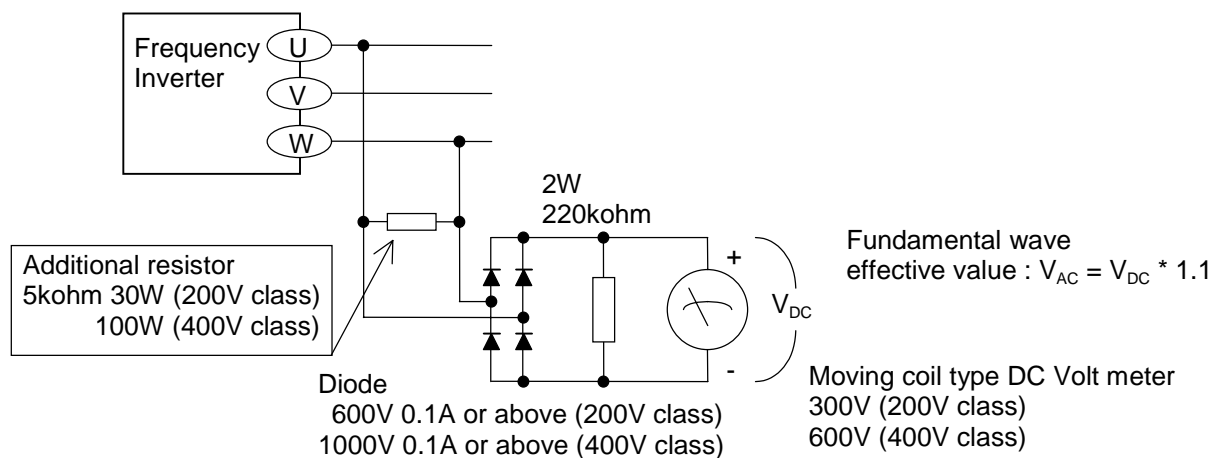 Frequency
Inverter
U
V
W
2W
220kohm
Additional resistor
5kohm 30W (200V class)
100W (400V class)
+
-
V_DC
Fundamental wave
effective value : V_AC = V_DC * 1.1
Diode
600V 0.1A or above (200V class)
1000V 0.1A or above (400V class)
Moving coil type DC Volt meter
300V (200V class)
600V (400V class)